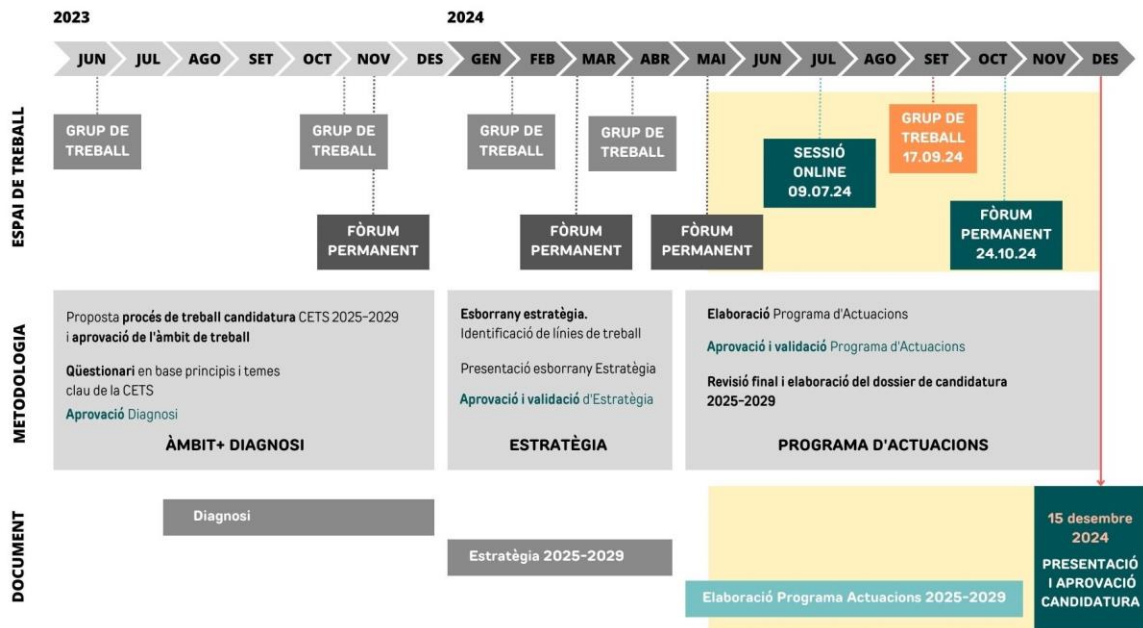 2023
2024
JUN JUL AGO SET OCT NOV DES GEN FEB MAR ABR MAI JUN JUL AGO SET OCT NOV DES
ESPAI DE TREBALL
GRUP DE
TREBALL
GRUP DE
TREBALL
GRUP DE
TREBALL
GRUP DE
TREBALL
SESSIÓ
ONLINE
09.07.24
GRUP DE
TREBALL
17.09.24
FÒRUM
PERMANENT
FÒRUM
PERMANENT
FÒRUM
PERMANENT
FÒRUM
PERMANENT
24.10.24
METODOLOGIA
Proposta procés de treball candidatura CETS 2025-2029
i aprovació de l'àmbit de treball
Qüestionari en base principis i temes
clau de la CETS
Aprovació Diagnosi
ÀMBIT+ DIAGNOSI
Esborrany estratègia.
Identificació de línies de treball
Presentació esborrany Estratègia
Aprovació i validació d'Estratègia
ESTRATÈGIA
Elaboració Programa d'Actuacions
Aprovació i validació Programa d'Actuacions
Revisió final i elaboració del dossier de candidatura
2025-2029
PROGRAMA D'ACTUACIONS
DOCUMENT
Diagnosi
Estratègia 2025-2029
Elaboració Programa Actuacions 2025-2029
15 desembre
2024
PRESENTACIÓ
I APROVACIÓ
CANDIDATURA